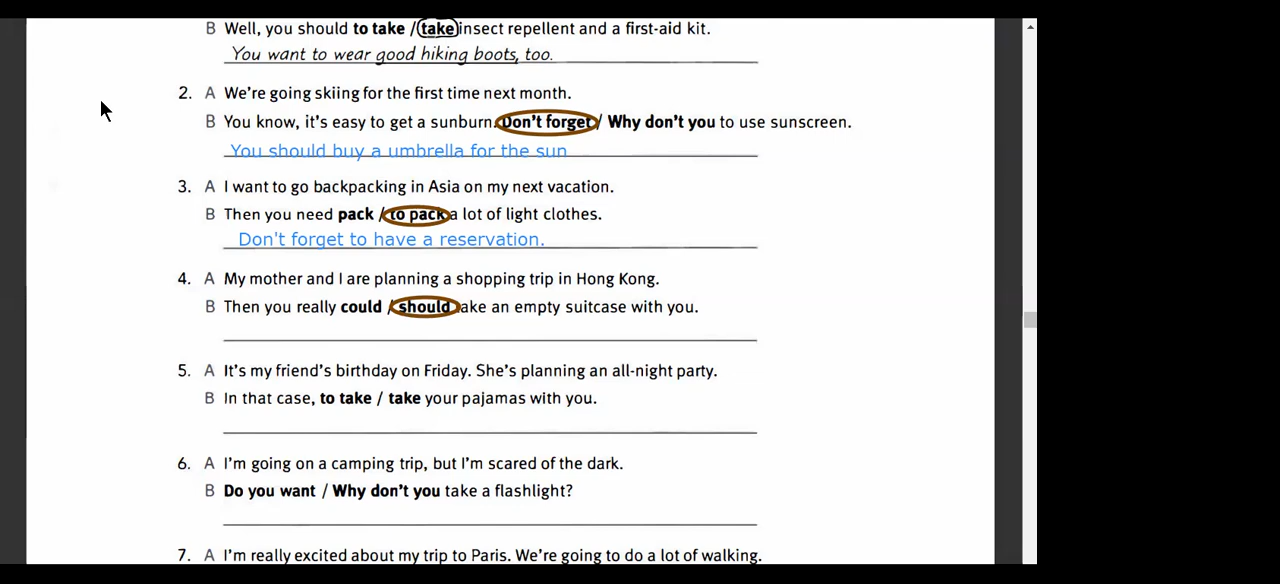 B Well, you should to take / take insect repellent and a first-aid kit.
You want to wear good hiking boots, too.
2. A We're going skiing for the first time next month.
B You know, it's easy to get a sunburn. Don't forget / Why don't you to use sunscreen.
You should buy a umbrella for the sun
3. A I want to go backpacking in Asia on my next vacation.
B Then you need pack / to pack a lot of light clothes.
Don't forget to have a reservation.
4. A My mother and I are planning a shopping trip in Hong Kong.
B Then you really could / should take an empty suitcase with you.
5. A It's my friend's birthday on Friday. She's planning an all-night party.
B In that case, to take / take your pajamas with you.
6. A I'm going on a camping trip, but I'm scared of the dark.
B Do you want / Why don't you take a flashlight?
7. A I'm really excited about my trip to Paris. We're going to do a lot of walking.